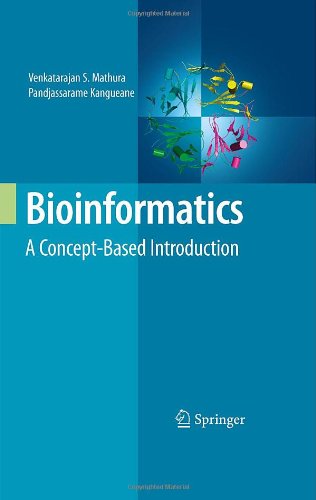 Venkatarajan S. Mathura
Pandjassarame Kangueane
Bioinformatics
A Concept-Based Introduction
Springer